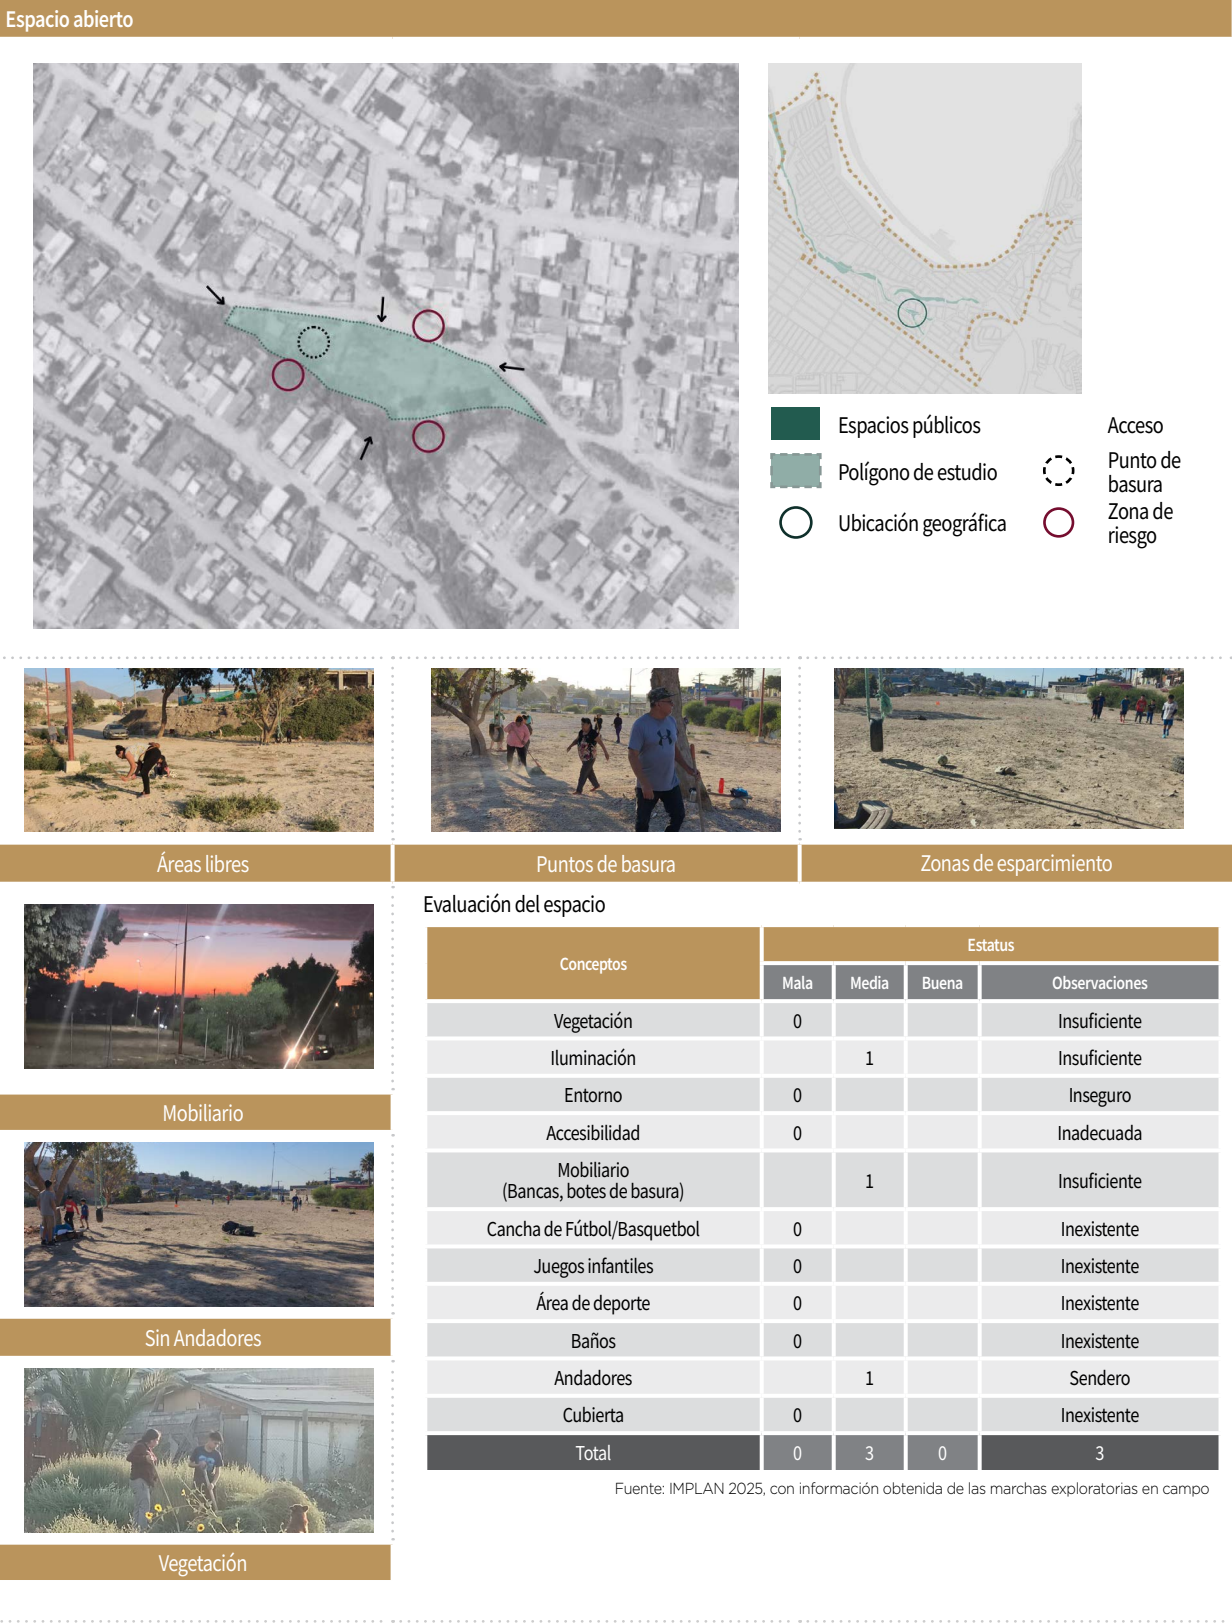 Espacio abierto
Espacios públicos
Polígono de estudio
Ubicación geográfica
Acceso
Punto de
basura
Zona de
riesgo
Áreas libres
Puntos de basura
Zonas de esparcimiento
Mobiliario
Sin Andadores
Vegetación
Evaluación del espacio
Conceptos Estatus
Mala Media Buena Observaciones
Vegetación 0 Insuficiente
Iluminación 1 Insuficiente
Entorno 0 Inseguro
Accesibilidad 0 Inadecuada
Mobiliario
(Bancas, botes de basura) 1 Insuficiente
Cancha de Fútbol/Basquetbol 0 Inexistente
Juegos infantiles 0 Inexistente
Área de deporte 0 Inexistente
Baños 0 Inexistente
Andadores 1 Sendero
Cubierta 0 Inexistente
Total 0 3 0 3
Fuente: IMPLAN 2025, con información obtenida de las marchas exploratorias en campo